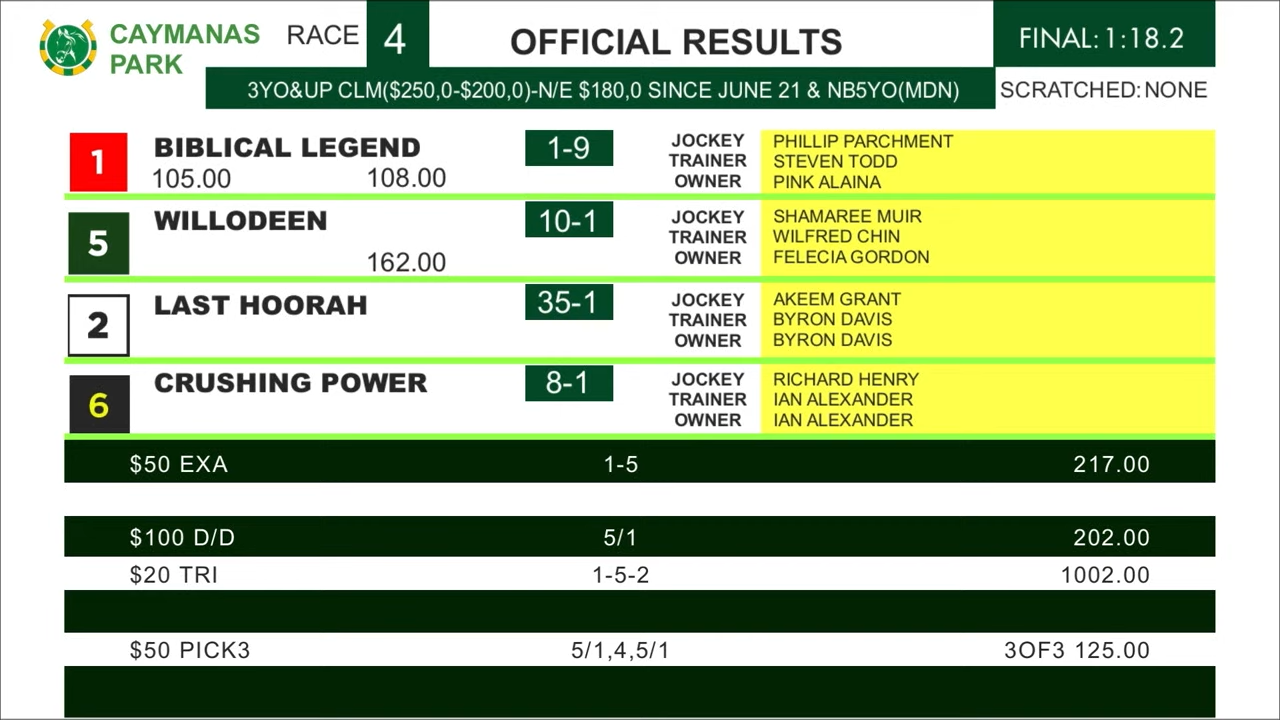 CAYMANAS PARK
RACE 4
OFFICIAL RESULTS
FINAL: 1:18.2
3YO&UP CLM($250,0-$200,0)-N/E $180,0 SINCE JUNE 21 & NB5YO(MDN)
SCRATCHED: NONE
1 BIBLICAL LEGEND 1-9 JOCKEY PHILLIP PARCHMENT
105.00 108.00 TRAINER STEVEN TODD
OWNER PINK ALAINA
5 WILLODEEN 10-1 JOCKEY SHAMAREE MUIR
TRAINER WILFRED CHIN
162.00 OWNER FELECIA GORDON
2 LAST HOORAH 35-1 JOCKEY AKEEM GRANT
TRAINER BYRON DAVIS
OWNER BYRON DAVIS
6 CRUSHING POWER 8-1 JOCKEY RICHARD HENRY
TRAINER IAN ALEXANDER
OWNER IAN ALEXANDER
$50 EXA 1-5 217.00
$100 D/D 5/1 202.00
$20 TRI 1-5-2 1002.00
$50 PICK3 5/1,4,5/1 3OF3 125.00